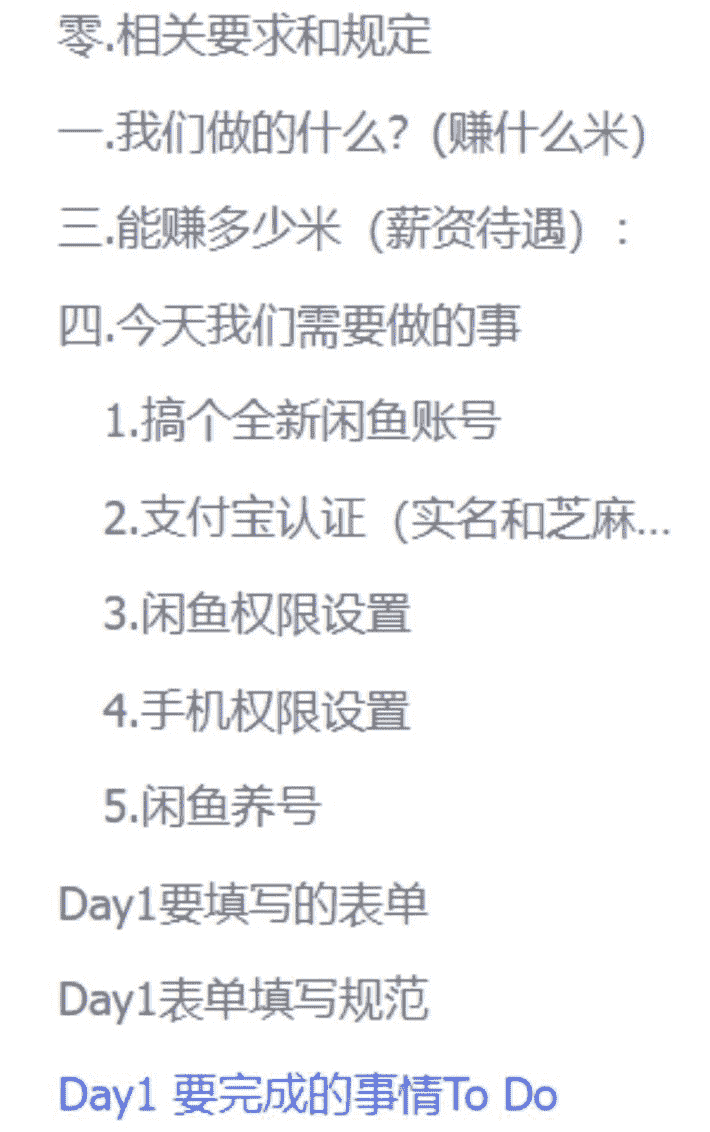 零.相关要求和规定
一.我们做的什么？(赚什么米)
三.能赚多少米（薪资待遇）：
四.今天我们需要做的事
1.搞个全新闲鱼账号
2.支付宝认证（实名和芝麻...
3.闲鱼权限设置
4.手机权限设置
5.闲鱼养号
Day1要填写的表单
Day1表单填写规范
Day1 要完成的事情To Do